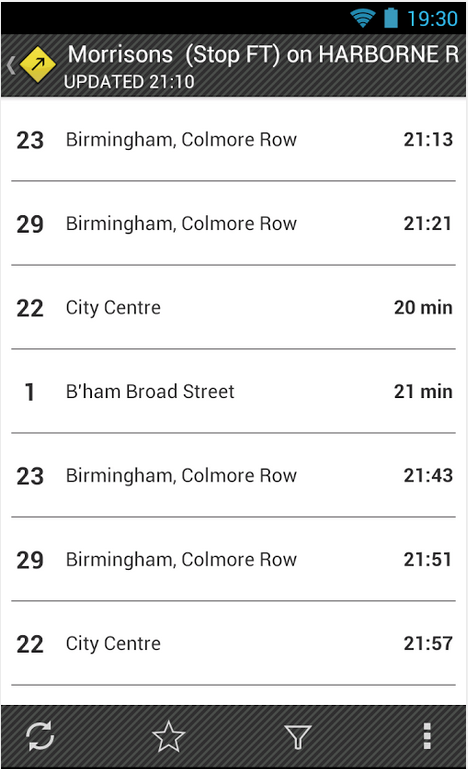 19:30
Morrisons (Stop FT) on HARBORNE R
UPDATED 21:10
23 Birmingham, Colmore Row 21:13
29 Birmingham, Colmore Row 21:21
22 City Centre 20 min
1 B'ham Broad Street 21 min
23 Birmingham, Colmore Row 21:43
29 Birmingham, Colmore Row 21:51
22 City Centre 21:57